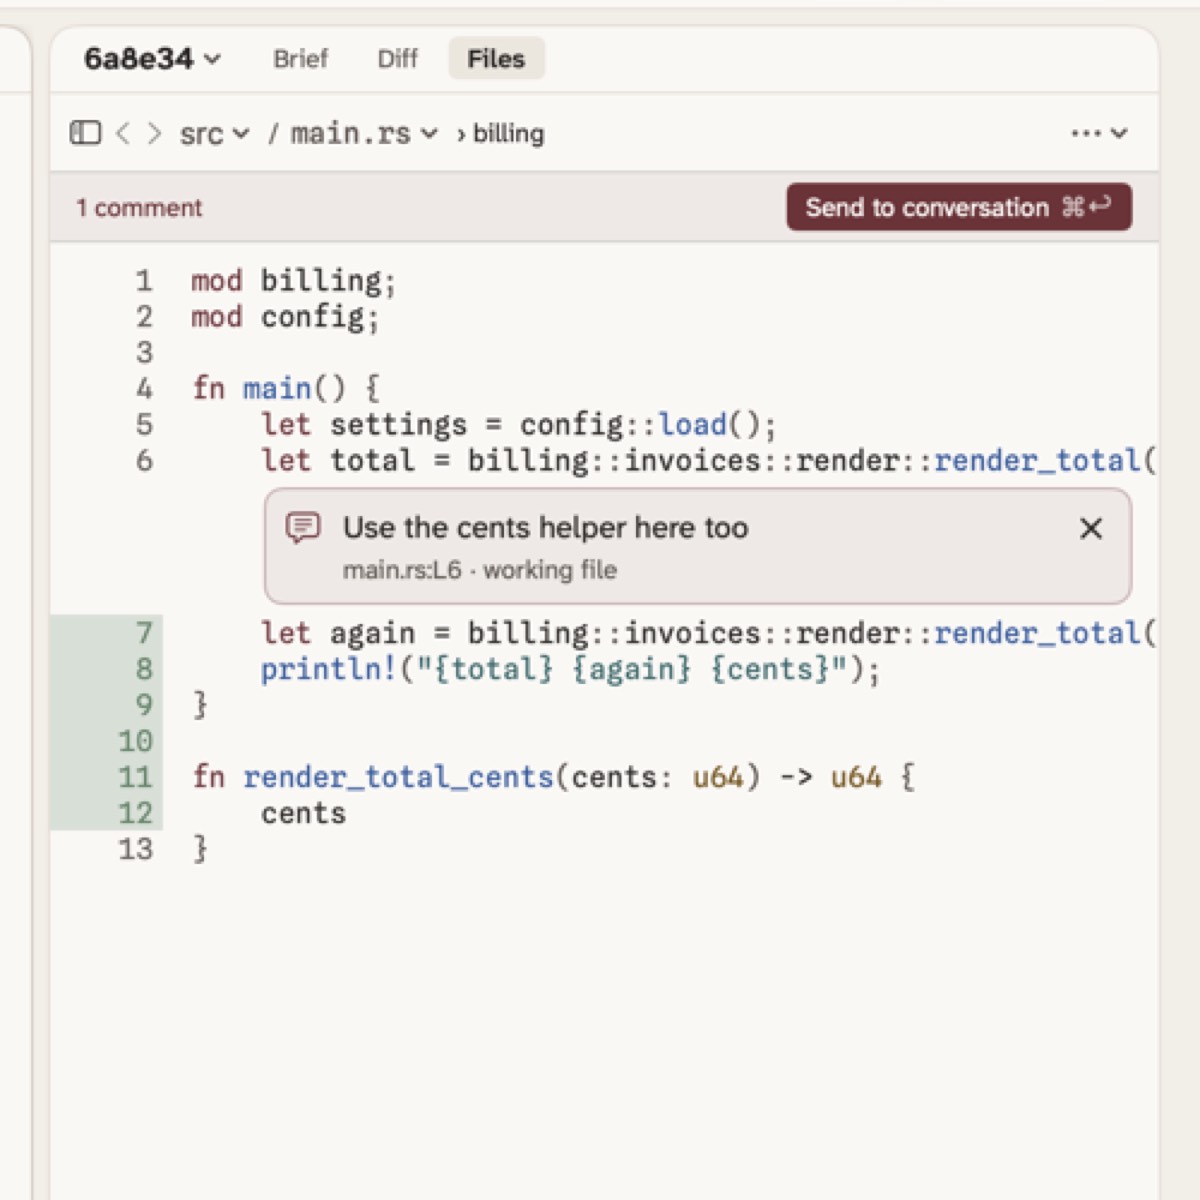 6a8e34 Brief Diff Files
src / main.rs › billing ...
1 comment Send to conversation ⌘↩
1 mod billing;
2 mod config;
3
4 fn main() {
5     let settings = config::load();
6     let total = billing::invoices::render::render_total(
Use the cents helper here too
main.rs:L6 · working file
7     let again = billing::invoices::render::render_total(
8     println!("{total} {again} {cents}");
9 }
10
11 fn render_total_cents(cents: u64) -> u64 {
12     cents
13 }